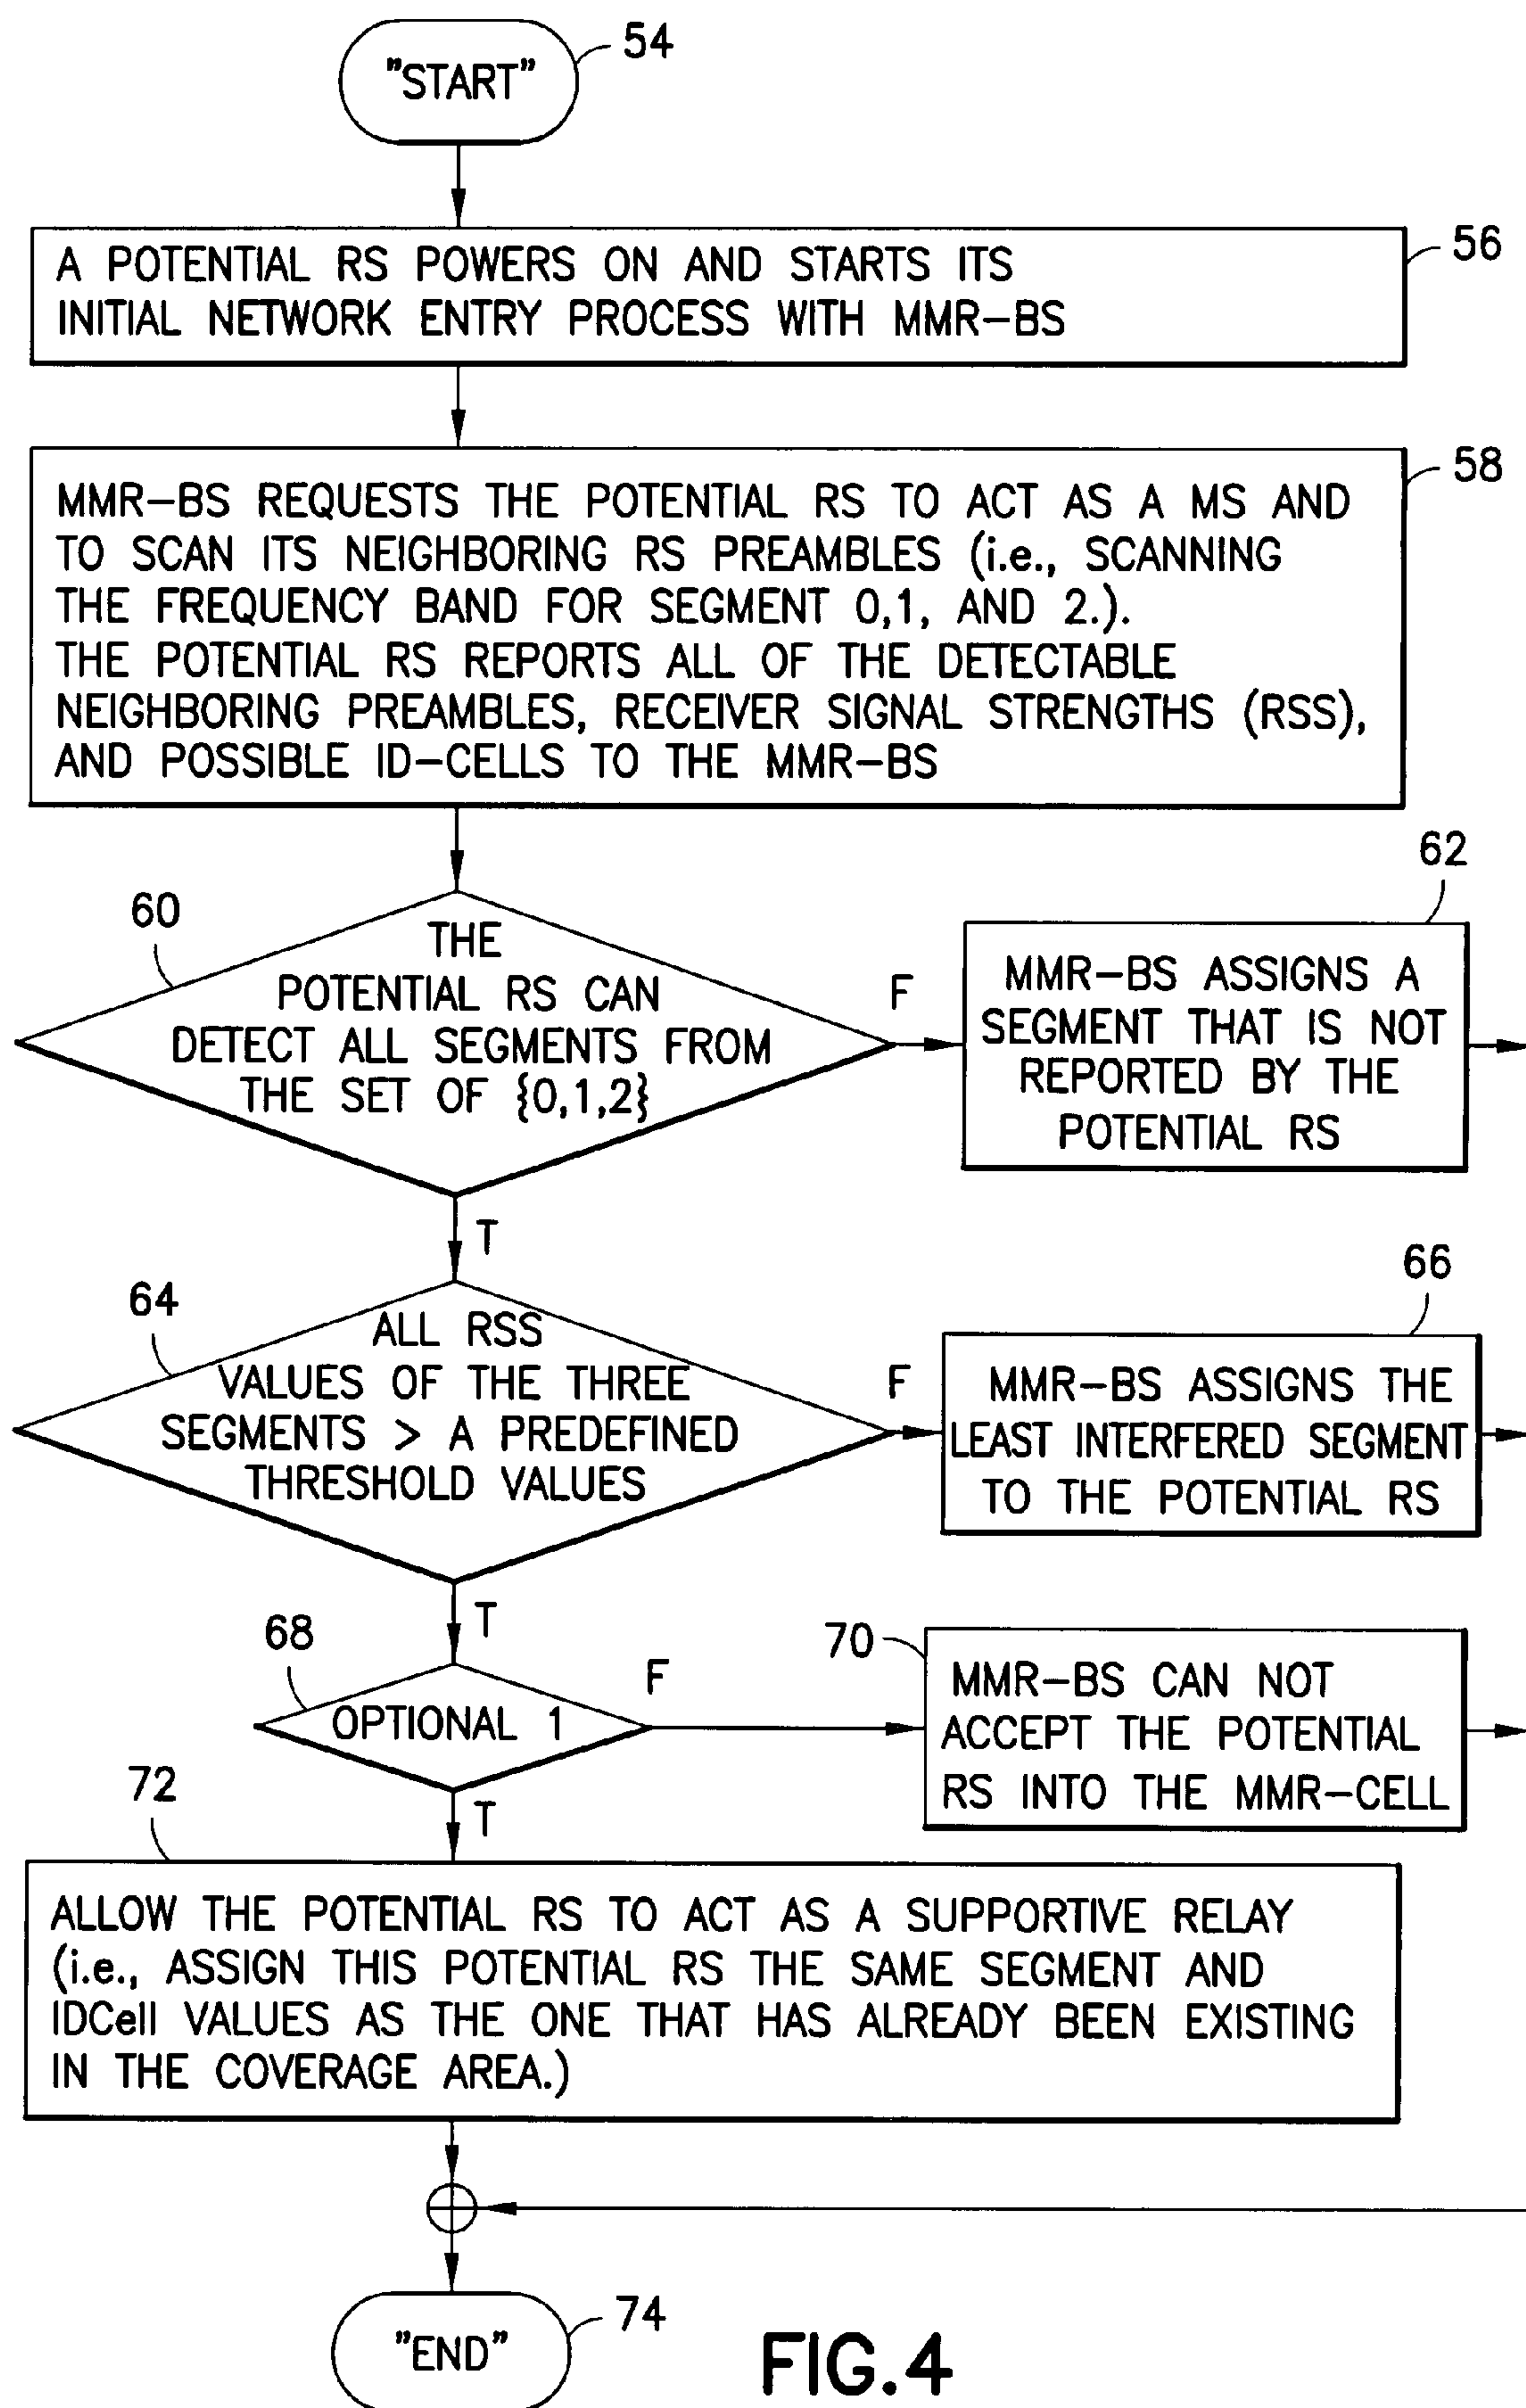 "START"
54
A POTENTIAL RS POWERS ON AND STARTS ITS
INITIAL NETWORK ENTRY PROCESS WITH MMR-BS
56
MMR-BS REQUESTS THE POTENTIAL RS TO ACT AS A MS AND
TO SCAN ITS NEIGHBORING RS PREAMBLES (i.e., SCANNING
THE FREQUENCY BAND FOR SEGMENT 0,1, AND 2.).
THE POTENTIAL RS REPORTS ALL OF THE DETECTABLE
NEIGHBORING PREAMBLES, RECEIVER SIGNAL STRENGTHS (RSS),
AND POSSIBLE ID-CELLS TO THE MMR-BS
58
60
THE
POTENTIAL RS CAN
DETECT ALL SEGMENTS FROM
THE SET OF {0,1,2}
F
62
MMR-BS ASSIGNS A
SEGMENT THAT IS NOT
REPORTED BY THE
POTENTIAL RS
T
64
ALL RSS
VALUES OF THE THREE
SEGMENTS > A PREDEFINED
THRESHOLD VALUES
F
66
MMR-BS ASSIGNS THE
LEAST INTERFERED SEGMENT
TO THE POTENTIAL RS
T
68
OPTIONAL 1
F
70
MMR-BS CAN NOT
ACCEPT THE POTENTIAL
RS INTO THE MMR-CELL
T
72
ALLOW THE POTENTIAL RS TO ACT AS A SUPPORTIVE RELAY
(i.e., ASSIGN THIS POTENTIAL RS THE SAME SEGMENT AND
IDCell VALUES AS THE ONE THAT HAS ALREADY BEEN EXISTING
IN THE COVERAGE AREA.)
"END"
74
FIG.4